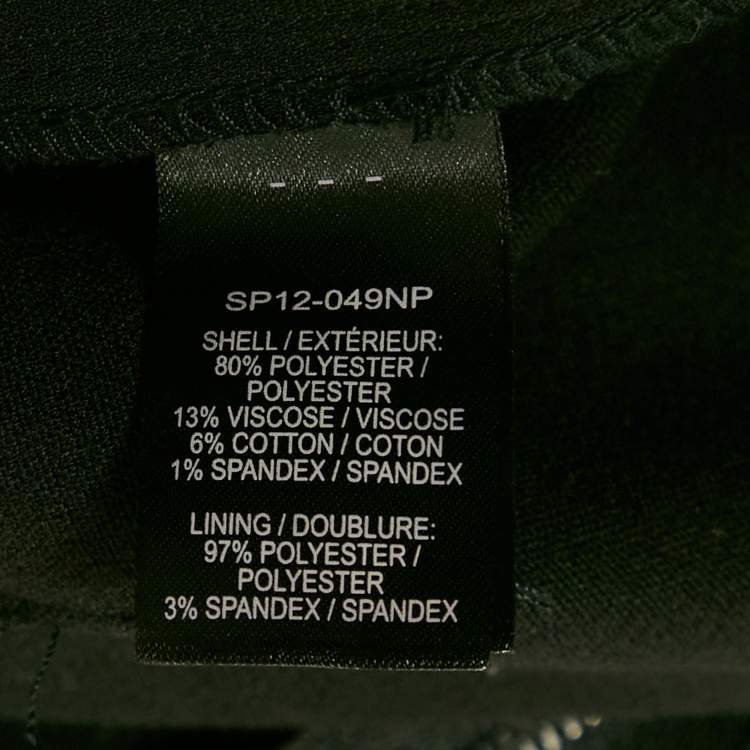 - - -
SP12-049NP
SHELL / EXTÉRIEUR:
80% POLYESTER /
POLYESTER
13% VISCOSE / VISCOSE
6% COTTON / COTON
1% SPANDEX / SPANDEX
LINING / DOUBLURE:
97% POLYESTER /
POLYESTER
3% SPANDEX / SPANDEX